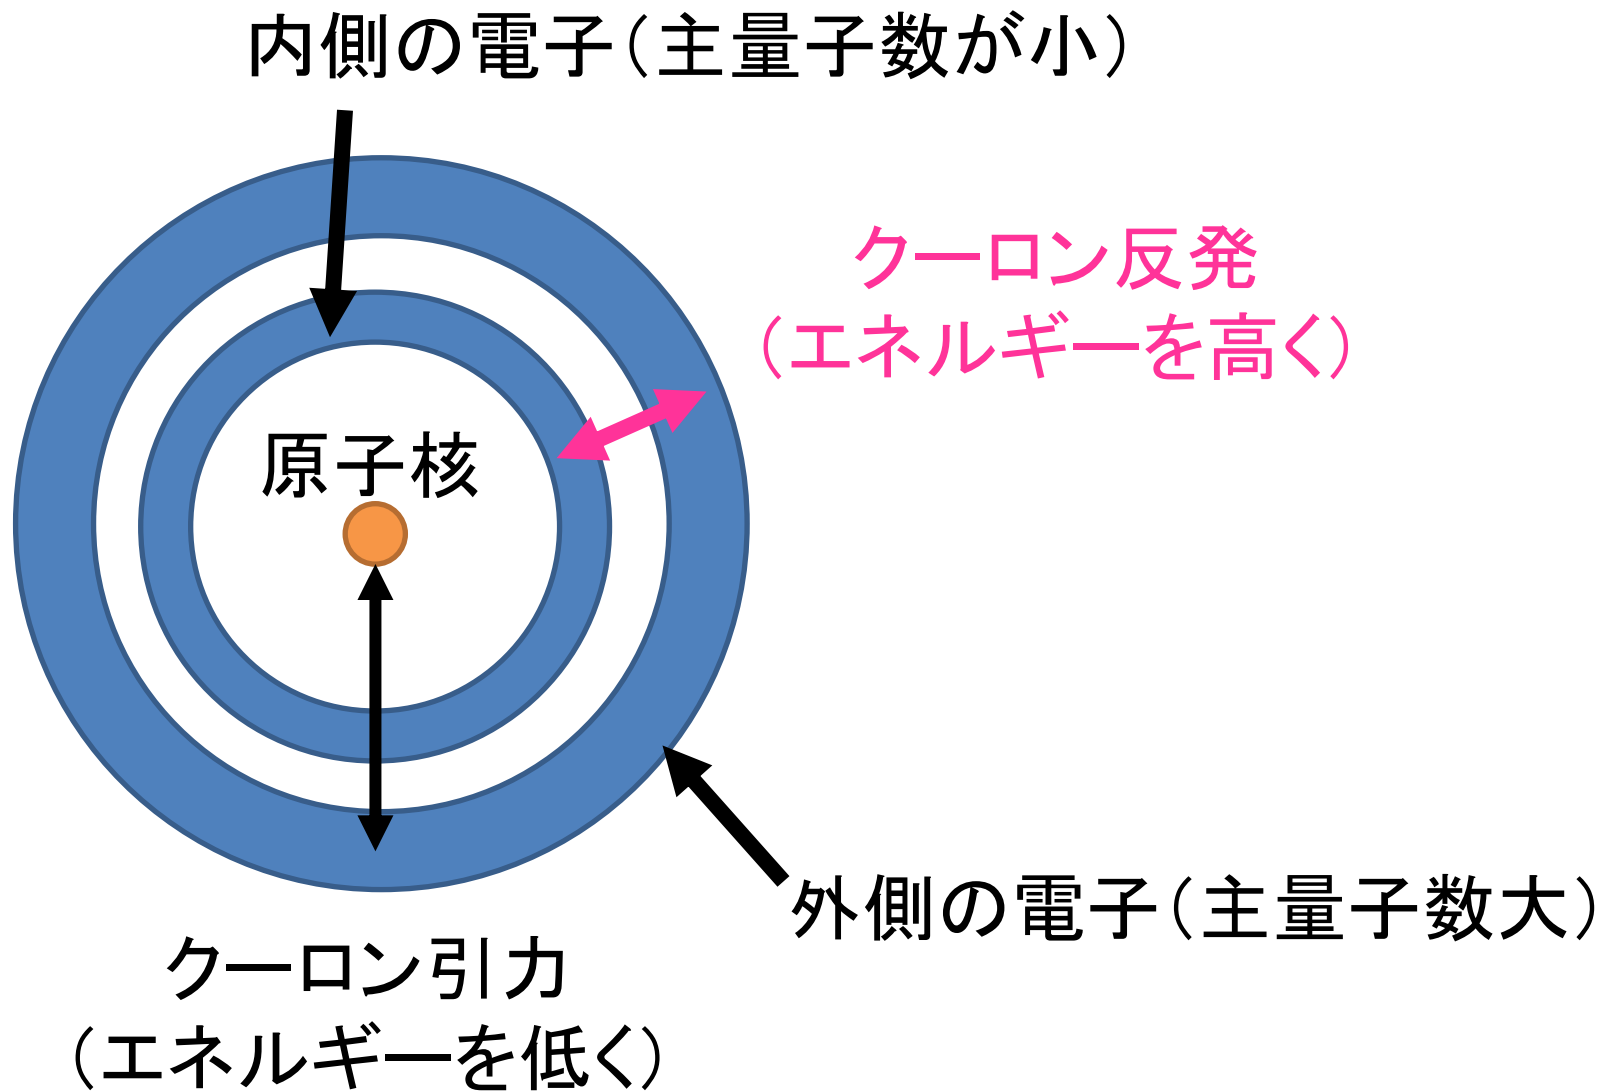 内側の電子（主量子数が小）
クーロン反発
（エネルギーを高く）
原子核
外側の電子（主量子数大）
クーロン引力
（エネルギーを低く）